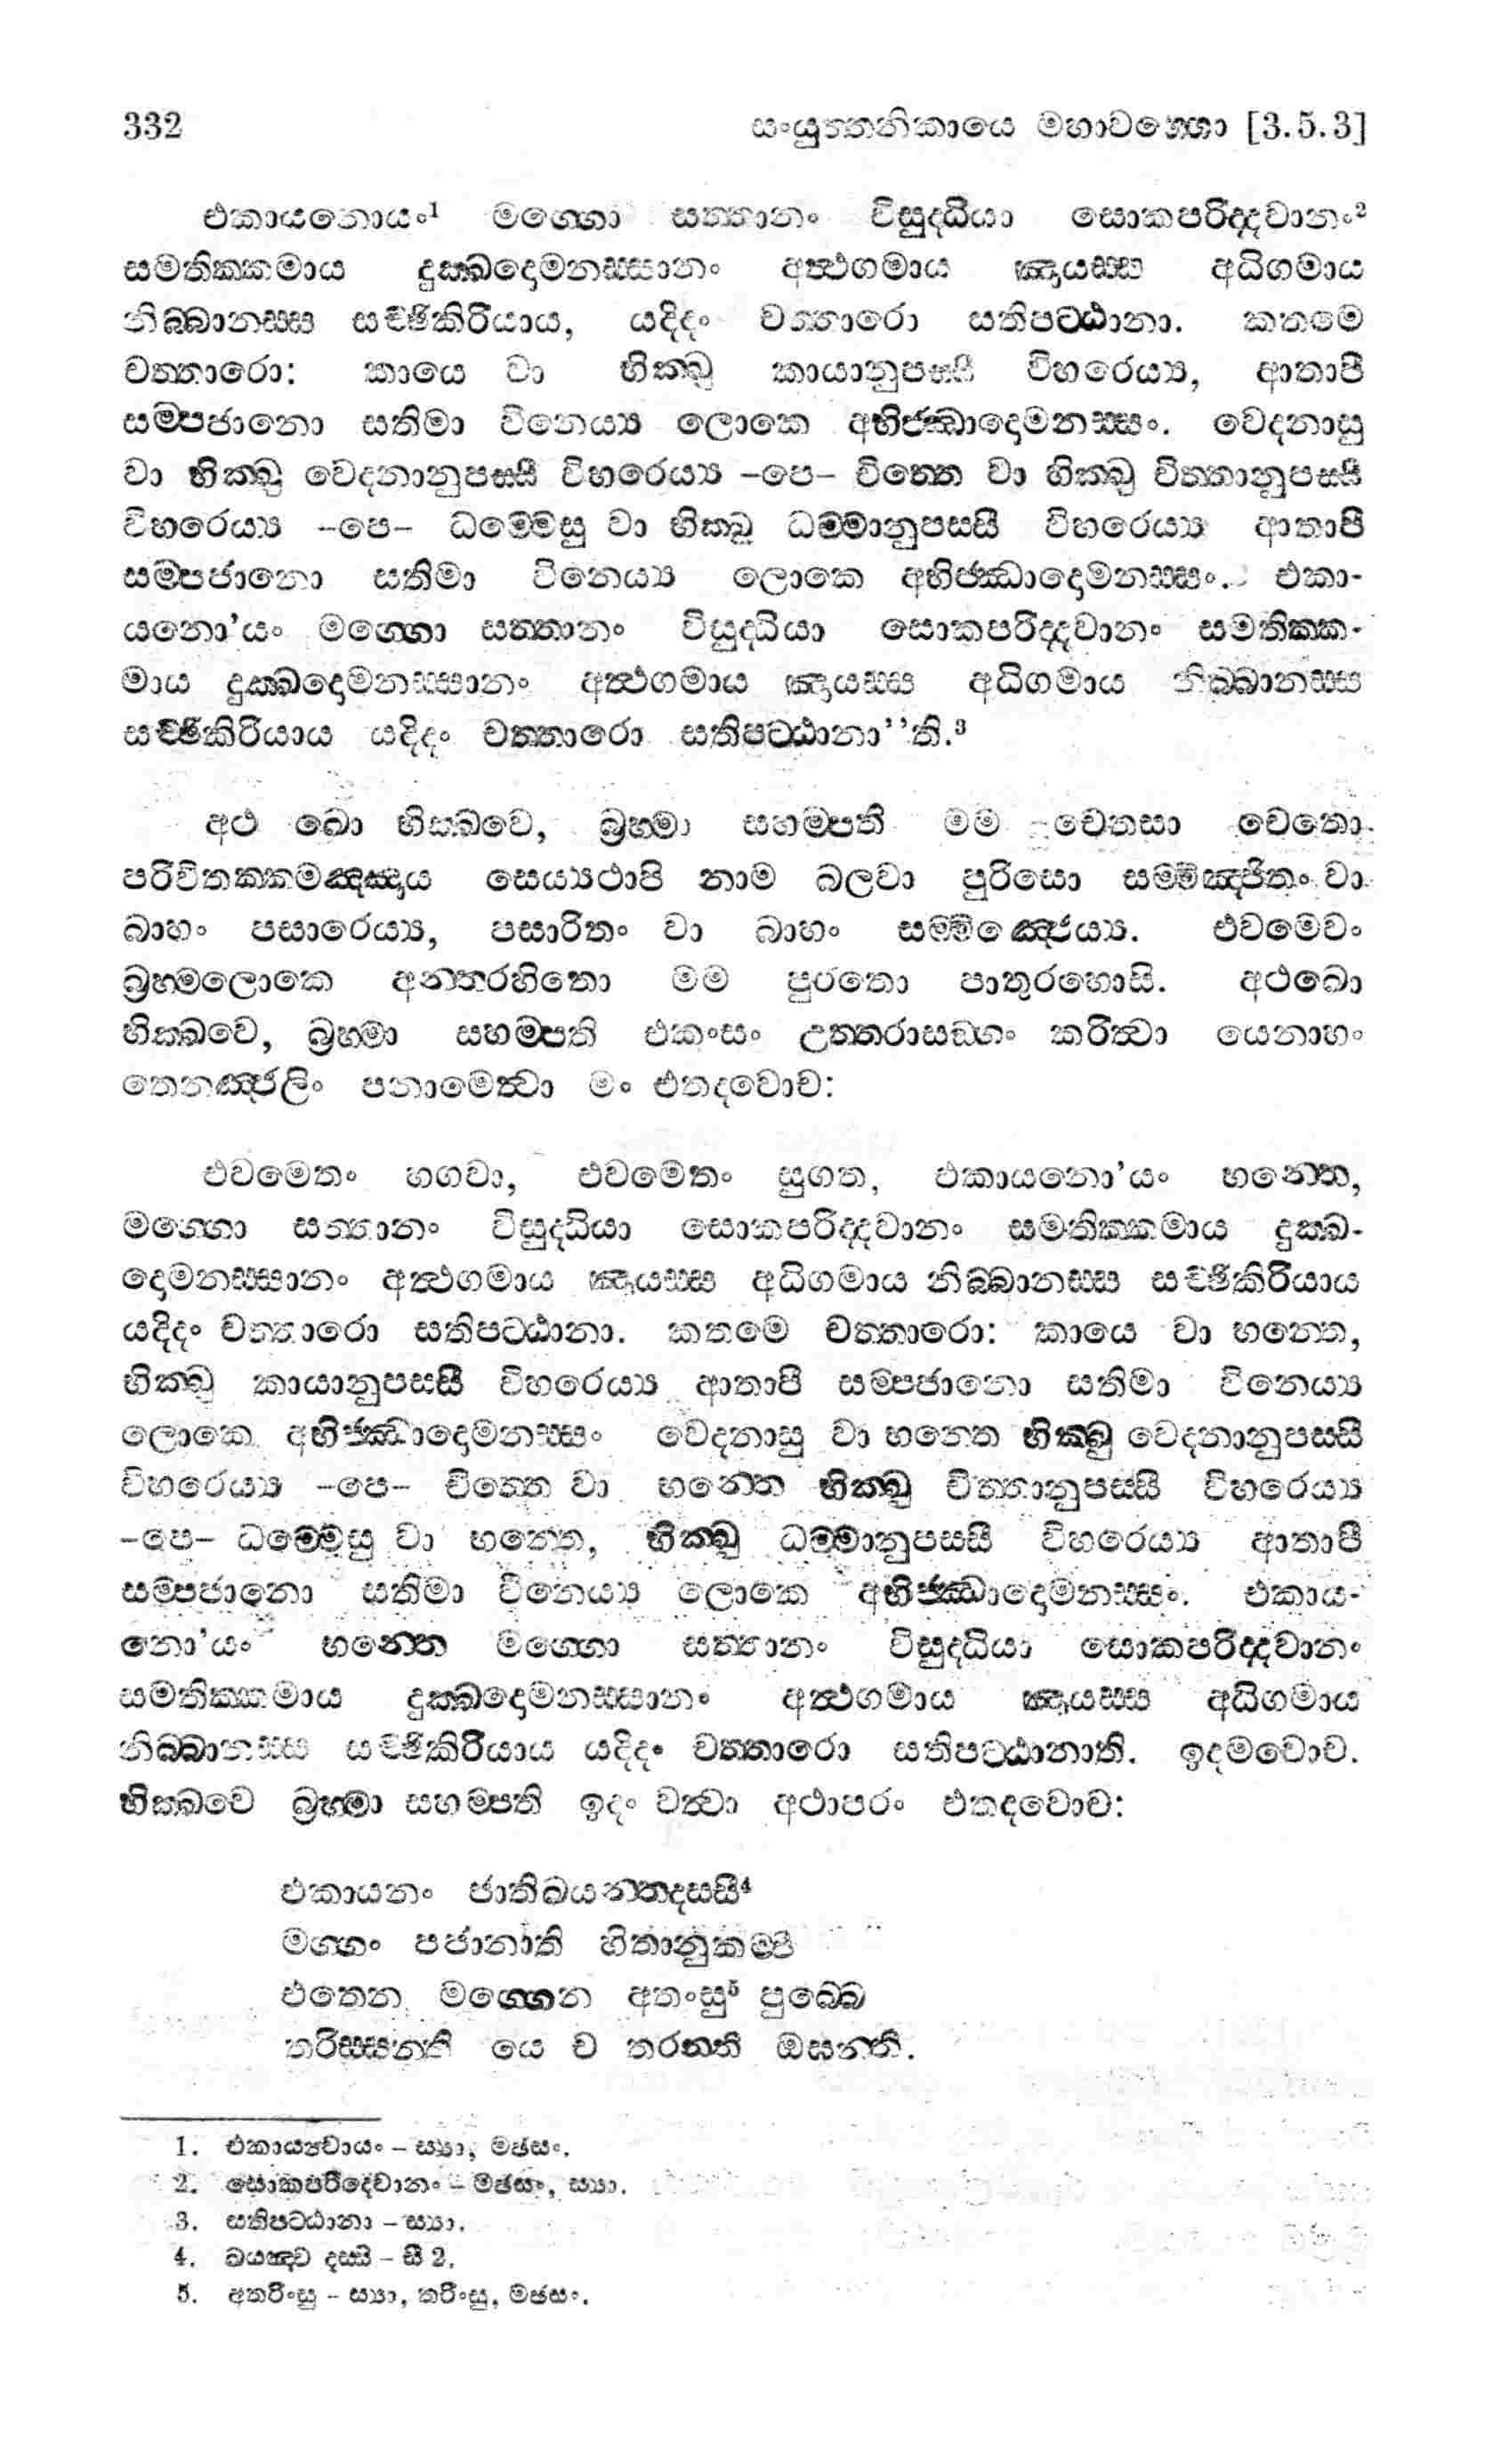 332 සංයුත්තනිකායෙ මහාවග්ගො [3.5.3]
එකායනොයං¹ මග්ගො සත්තානං විසුද්ධියා සොකපරිද්දවානං²
සමතික්කමාය දුක්ඛදොමනස්සානං අත්ථගමාය ඤායස්ස අධිගමාය
නිබ්බානස්ස සච්ඡිකිරියාය, යදිදං චත්තාරො සතිපට්ඨානා. කතමෙ
චත්තාරො: කායෙ වා භික්ඛු කායානුපස්සී විහරෙය්‍ය, ආතාපී
සම්පජානො සතිමා විනෙය්‍ය ලොකෙ අභිජ්ඣාදොමනස්සං. වෙදනාසු
වා භික්ඛු වෙදනානුපස්සී විහරෙය්‍ය –පෙ– චිත්තෙ වා භික්ඛු චිත්තානුපස්සී
විහරෙය්‍ය –පෙ– ධම්මෙසු වා භික්ඛු ධම්මානුපස්සී විහරෙය්‍ය ආතාපී
සම්පජානො සතිමා විනෙය්‍ය ලොකෙ අභිජ්ඣාදොමනස්සං. එකා-
යනො’යං මග්ගො සත්තානං විසුද්ධියා සොකපරිද්දවානං සමතික්ක-
මාය දුක්ඛදොමනස්සානං අත්ථගමාය ඤායස්ස අධිගමාය නිබ්බානස්ස
සච්ඡිකිරියාය යදිදං චත්තාරො සතිපට්ඨානා’’ති.³
අථ ඛො භික්ඛවෙ, බ්‍රහ්මා සහම්පති මම චෙතසා චෙතො
පරිවිතක්කමඤ්ඤාය සෙය්‍යථාපි නාම බලවා පුරිසො සම්මිඤ්ජිතං වා
බාහං පසාරෙය්‍ය, පසාරිතං වා බාහං සම්මිඤ්ජෙය්‍ය. එවමෙවං
බ්‍රහ්මලොකෙ අන්තරහිතො මම පුරතො පාතුරහොසි. අථඛො
භික්ඛවෙ, බ්‍රහ්මා සහම්පති එකංසං උත්තරාසඞ්ගං කරිත්වා යෙනාහං
තෙනඤ්ජලිං පනාමෙත්වා මං එතදවොච:
එවමෙතං භගවා, එවමෙතං සුගත, එකායනො’යං භන්තෙ,
මග්ගො සත්තානං විසුද්ධියා සොකපරිද්දවානං සමතික්කමාය දුක්ඛ-
දොමනස්සානං අත්ථගමාය ඤායස්ස අධිගමාය නිබ්බානස්ස සච්ඡිකිරියාය
යදිදං චත්තාරො සතිපට්ඨානා. කතමෙ චත්තාරො: කායෙ වා භන්තෙ,
භික්ඛු කායානුපස්සී විහරෙය්‍ය ආතාපී සම්පජානො සතිමා විනෙය්‍ය
ලොකෙ අභිජ්ඣාදොමනස්සං වෙදනාසු වා භන්තෙ භික්ඛු වෙදනානුපස්සී
විහරෙය්‍ය –පෙ– චිත්තෙ වා භන්තෙ භික්ඛු චිත්තානුපස්සී විහරෙය්‍ය
–පෙ– ධම්මෙසු වා භන්තෙ, භික්ඛු ධම්මානුපස්සී විහරෙය්‍ය ආතාපී
සම්පජානො සතිමා විනෙය්‍ය ලොකෙ අභිජ්ඣාදොමනස්සං. එකාය-
නො’යං භන්තෙ මග්ගො සත්තානං විසුද්ධියා සොකපරිද්දවානං
සමතික්කමාය දුක්ඛදොමනස්සානං අත්ථගමාය ඤායස්ස අධිගමාය
නිබ්බානස්ස සච්ඡිකිරියාය යදිදං චත්තාරො සතිපට්ඨානාති. ඉදමවොච.
භික්ඛවෙ බ්‍රහ්මා සහම්පති ඉදං වත්වා අථාපරං එතදවොච:
එකායනං ජාතිඛයන්තදස්සී⁴
මග්ගං පජානාති හිතානුකම්පී
එතෙන මග්ගෙන අතංසු⁵ පුබ්බෙ
තරිස්සන්ති යෙ ච තරන්ති ඔඝන්ති.
1. එකායවායං – ස්‍යා, මඡසං.
2. සොකපරිදෙවානං – මඡසං, ස්‍යා.
3. සතිපට්ඨානා – ස්‍යා.
4. ඛයඤ්ච දස්සි – සී 2.
5. අතරිංසු – ස්‍යා, තරිංසු, මඡසං.